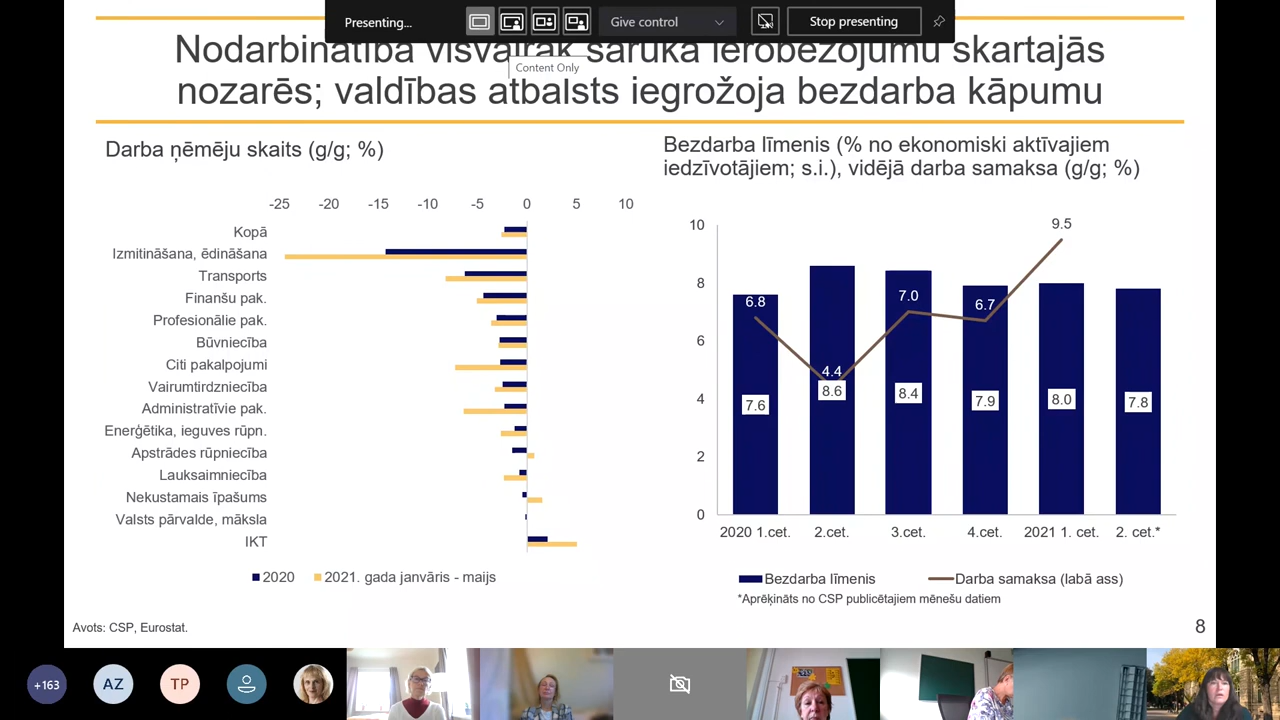 Presenting...
Give control
Stop presenting
Content Only
Nodarbinātība visvairāk saruka ierobežojumu skartajās
nozarēs; valdības atbalsts iegrožoja bezdarba kāpumu
Darba ņēmēju skaits (g/g; %)
-25 -20 -15 -10 -5 0 5 10
Kopā
Izmitināšana, ēdināšana
Transports
Finanšu pak.
Profesionālie pak.
Būvniecība
Citi pakalpojumi
Vairumtirdzniecība
Administratīvie pak.
Enerģētika, ieguves rūpn.
Apstrādes rūpniecība
Lauksaimniecība
Nekustamais īpašums
Valsts pārvalde, māksla
IKT
2020 2021. gada janvāris - maijs
Bezdarba līmenis (% no ekonomiski aktīvajiem
iedzīvotājiem; s.i.), vidējā darba samaksa (g/g; %)
10
8
6
4
2
0
6.8 4.4 7.0 6.7 9.5
7.6 8.6 8.4 7.9 8.0 7.8
2020 1.cet. 2.cet. 3.cet. 4.cet. 2021 1. cet. 2. cet.*
Bezdarba līmenis Darba samaksa (labā ass)
*Aprēķināts no CSP publicētajiem mēnešu datiem
Avots: CSP, Eurostat.
8
+163 AZ TP